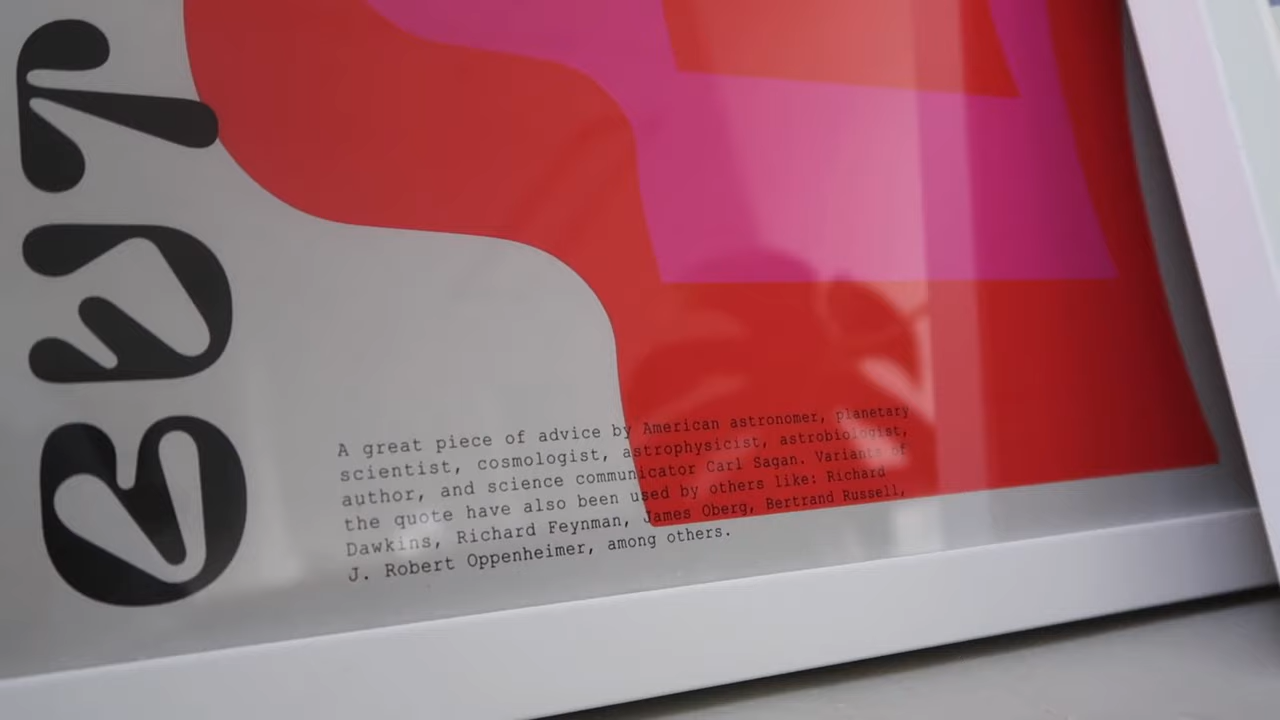 BUT
A great piece of advice by American astronomer, planetary
scientist, cosmologist, astrophysicist, astrobiologist,
author, and science communicator Carl Sagan. Variants of
the quote have also been used by others like: Richard
Dawkins, Richard Feynman, James Oberg, Bertrand Russell,
J. Robert Oppenheimer, among others.